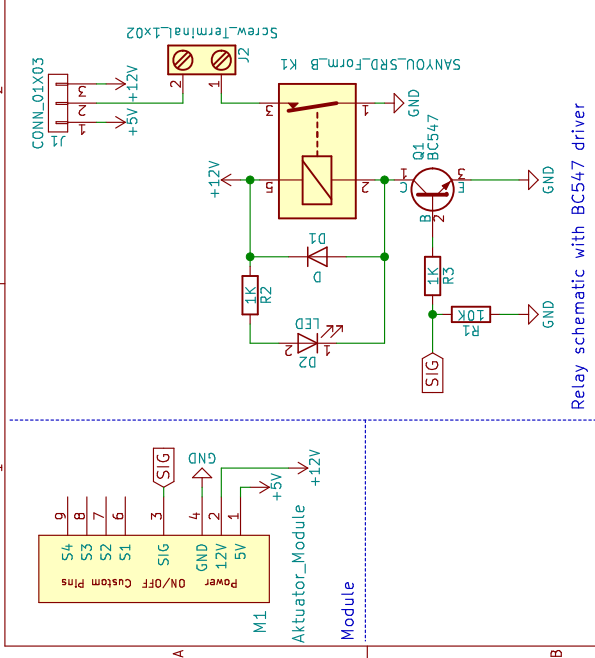 Screw_Terminal_1x02
J2
2
1
CONN_01X03
J1
3
2
1
+12V
+5V
SANYOU_SRD_Form_B K1
3
1
5
2
GND
+12V
Q1
BC547
1
C
3
E
B
2
GND
D1
D
1K
R2
LED
2
1
D2
1K
R3
10K
R1
GND
SIG
Relay schematic with BC547 driver
SIG
GND
+12V
+5V
9
8
7
6
3
4
2
1
S4
S3
S2
S1
SIG
GND
12V
5V
Custom Pins
ON/OFF
Power
M1
Aktuator_Module
Module
A
B